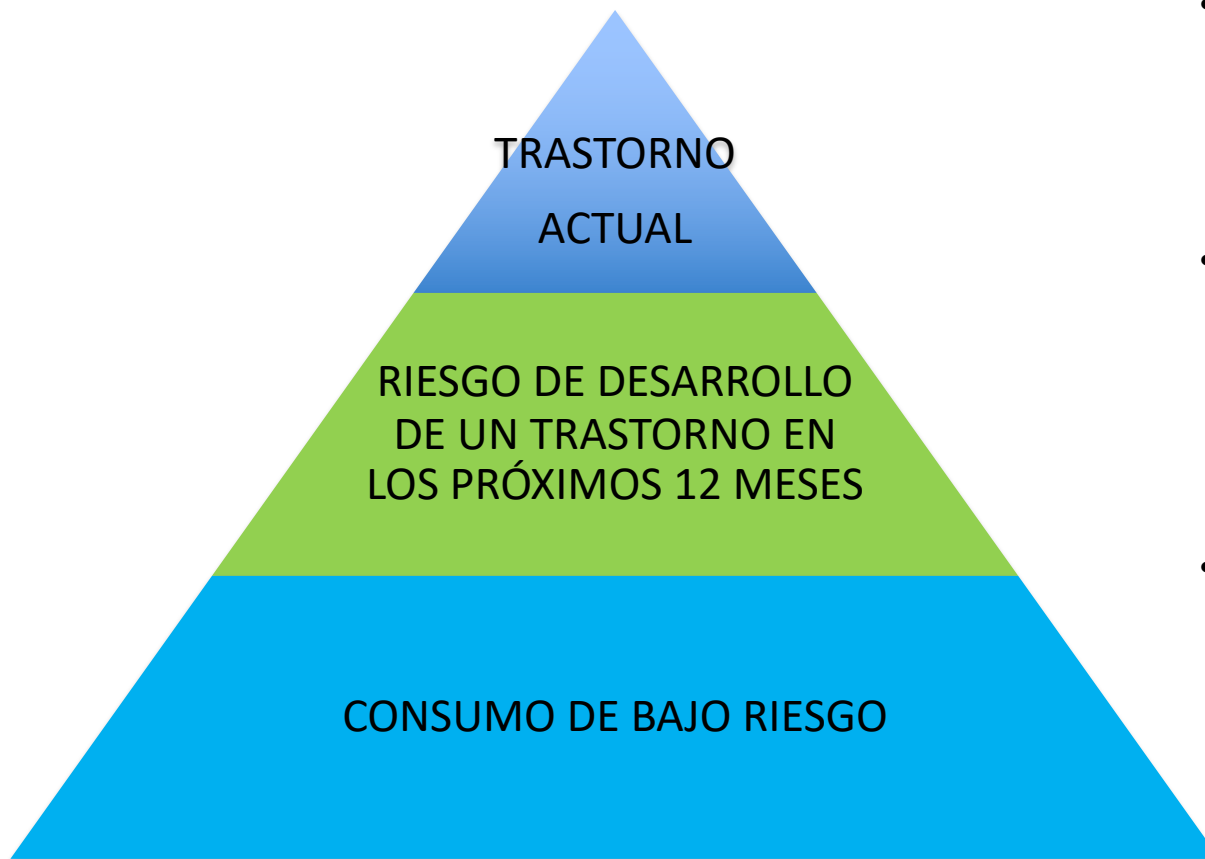 TRASTORNO
ACTUAL
RIESGO DE DESARROLLO
DE UN TRASTORNO EN
LOS PRÓXIMOS 12 MESES
CONSUMO DE BAJO RIESGO